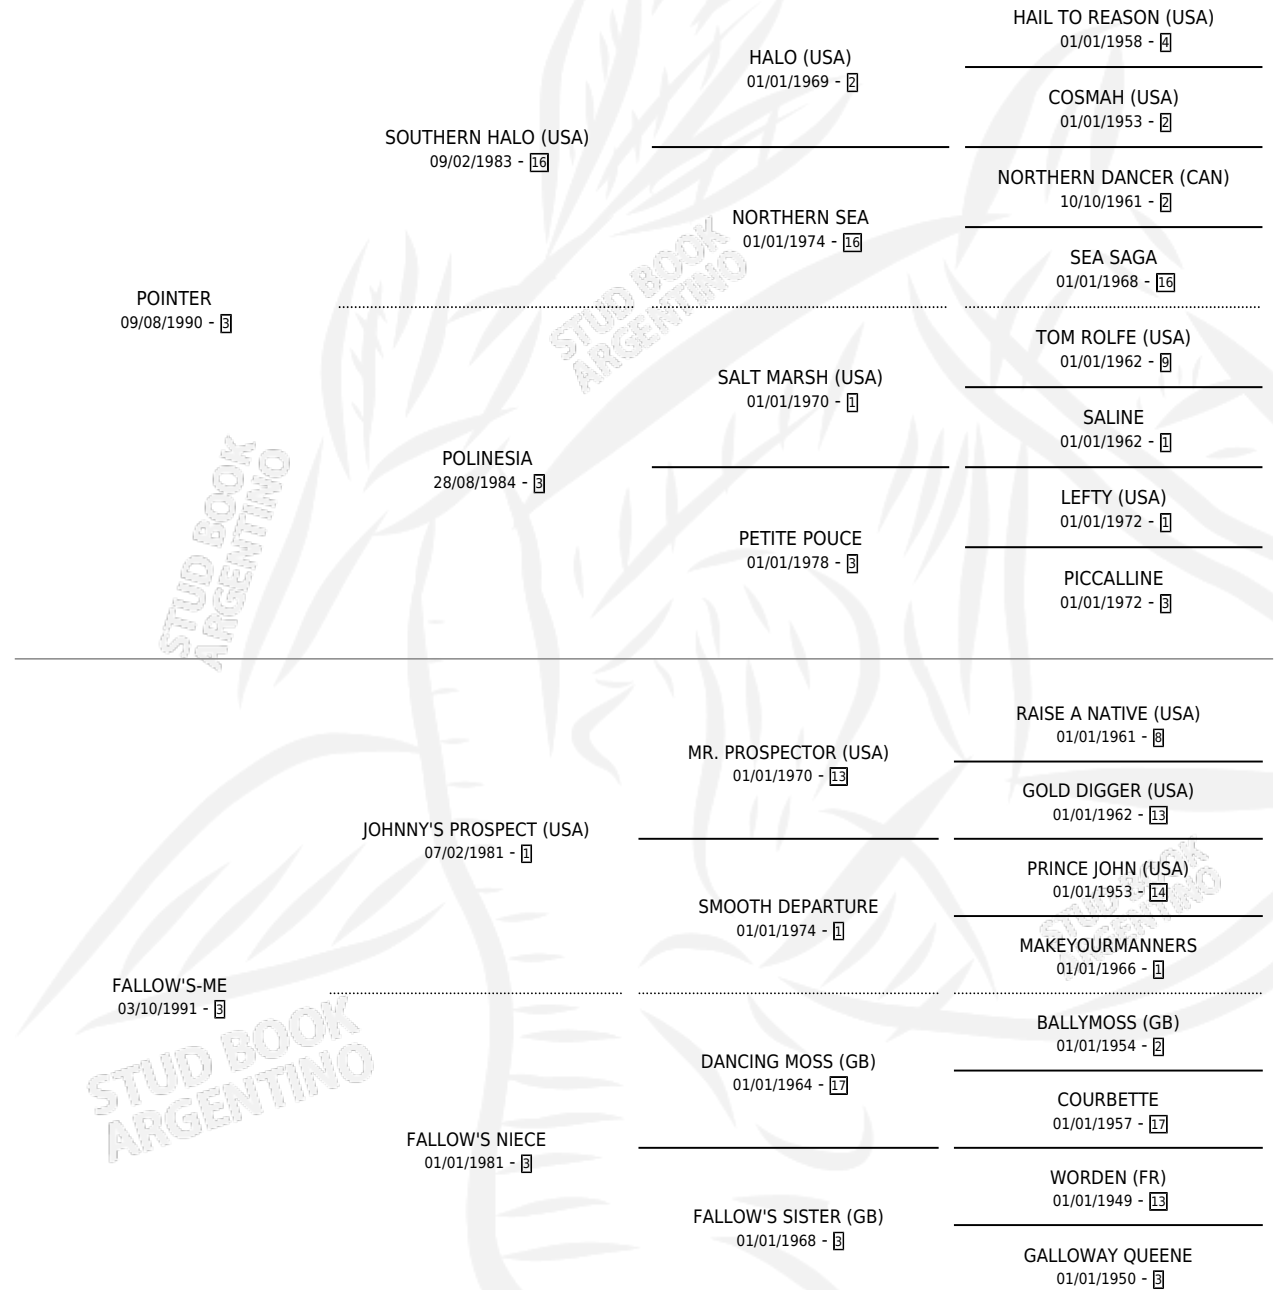 HAIL TO REASON (USA)
01/01/1958 - 4
HALO (USA)
01/01/1969 - 2
COSMAH (USA)
01/01/1953 - 2
SOUTHERN HALO (USA)
09/02/1983 - 16
NORTHERN DANCER (CAN)
10/10/1961 - 2
NORTHERN SEA
01/01/1974 - 16
SEA SAGA
01/01/1968 - 16
POINTER
09/08/1990 - 3
TOM ROLFE (USA)
01/01/1962 - 9
SALT MARSH (USA)
01/01/1970 - 1
SALINE
01/01/1962 - 1
POLINESIA
28/08/1984 - 3
LEFTY (USA)
01/01/1972 - 1
PETITE POUCE
01/01/1978 - 3
PICCALLINE
01/01/1972 - 3
STUD BOOK
ARGENTINO
STUD BOOK
ARGENTINO
RAISE A NATIVE (USA)
01/01/1961 - 8
MR. PROSPECTOR (USA)
01/01/1970 - 13
GOLD DIGGER (USA)
01/01/1962 - 13
JOHNNY'S PROSPECT (USA)
07/02/1981 - 1
PRINCE JOHN (USA)
01/01/1953 - 14
SMOOTH DEPARTURE
01/01/1974 - 1
MAKEYOURMANNERS
01/01/1966 - 1
FALLOW'S-ME
03/10/1991 - 3
BALLYMOSS (GB)
01/01/1954 - 2
DANCING MOSS (GB)
01/01/1964 - 17
COURBETTE
01/01/1957 - 17
FALLOW'S NIECE
01/01/1981 - 3
WORDEN (FR)
01/01/1949 - 13
FALLOW'S SISTER (GB)
01/01/1968 - 3
GALLOWAY QUEENE
01/01/1950 - 3
STUD BOOK
ARGENTINO
STUD BOOK
ARGENTINO